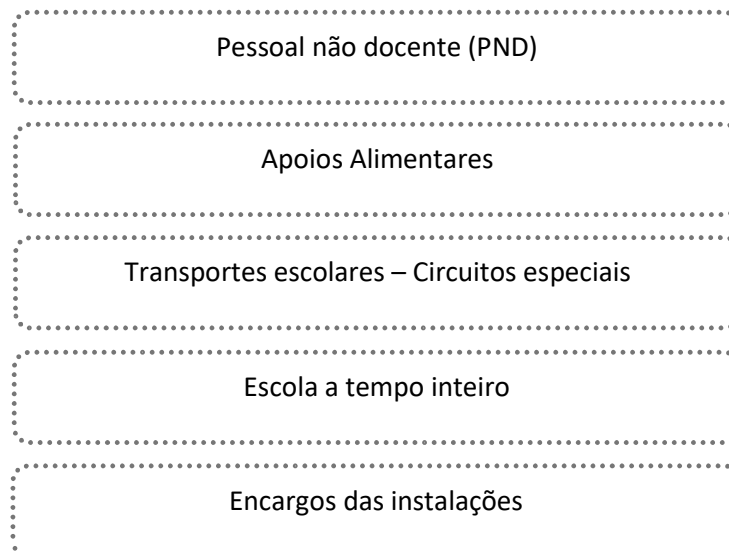 Pessoal não docente (PND)
Apoios Alimentares
Transportes escolares – Circuitos especiais
Escola a tempo inteiro
Encargos das instalações